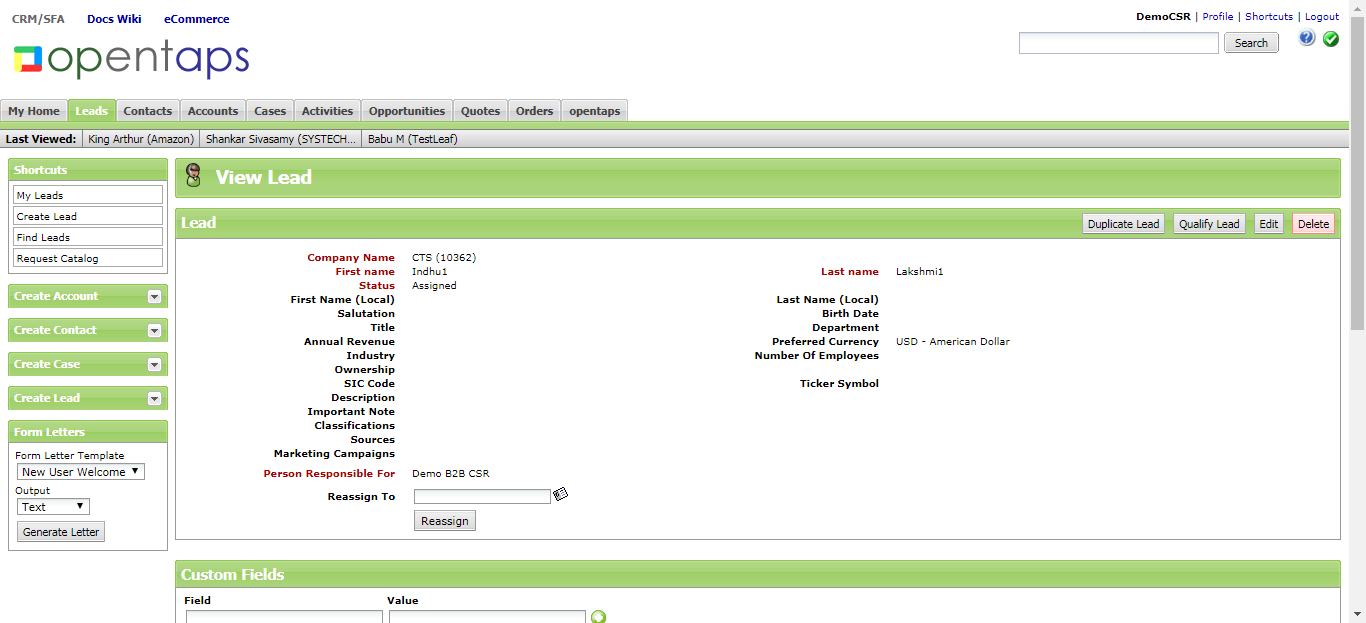 CRM/SFA Docs Wiki eCommerce
DemoCSR | Profile | Shortcuts | Logout
opentaps
Search
My Home Leads Contacts Accounts Cases Activities Opportunities Quotes Orders opentaps
Last Viewed: King Arthur (Amazon) Shankar Sivasamy (SYSTECH... Babu M (TestLeaf)
Shortcuts
My Leads
Create Lead
Find Leads
Request Catalog
Create Account
Create Contact
Create Case
Create Lead
Form Letters
Form Letter Template
New User Welcome
Output
Text
Generate Letter
View Lead
Lead
Duplicate Lead Qualify Lead Edit Delete
Company Name CTS (10362)
First name Indhu1 Last name Lakshmi1
Status Assigned
First Name (Local) Last Name (Local)
Salutation Birth Date
Title Department
Annual Revenue Preferred Currency USD - American Dollar
Industry Number Of Employees
Ownership
SIC Code Ticker Symbol
Description
Important Note
Classifications
Sources
Marketing Campaigns
Person Responsible For Demo B2B CSR
Reassign To
Reassign
Custom Fields
Field Value